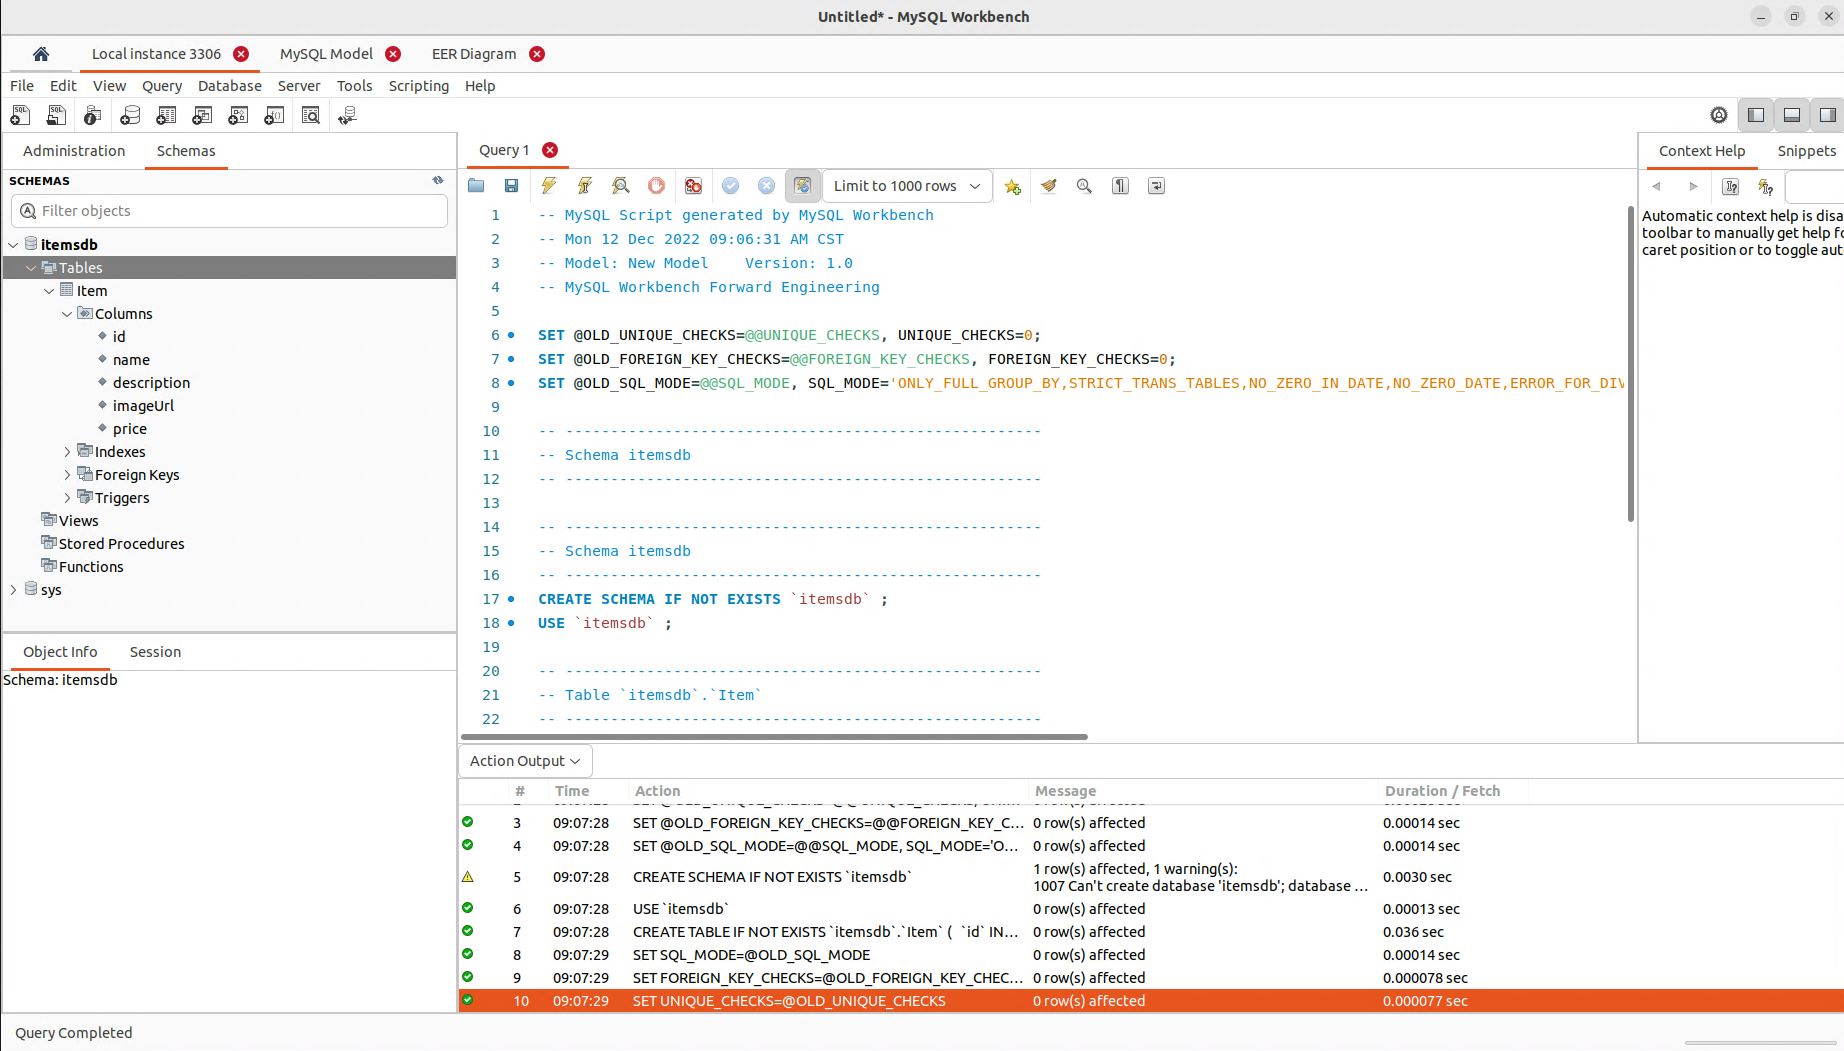 Untitled* - MySQL Workbench
Local instance 3306
MySQL Model
EER Diagram
File Edit View Query Database Server Tools Scripting Help
Administration Schemas
SCHEMAS
Filter objects
itemsdb
Tables
Item
Columns
id
name
description
imageUrl
price
Indexes
Foreign Keys
Triggers
Views
Stored Procedures
Functions
sys
Object Info Session
Schema: itemsdb
Query 1
Limit to 1000 rows
1 -- MySQL Script generated by MySQL Workbench
2 -- Mon 12 Dec 2022 09:06:31 AM CST
3 -- Model: New Model    Version: 1.0
4 -- MySQL Workbench Forward Engineering
5
6 SET @OLD_UNIQUE_CHECKS=@@UNIQUE_CHECKS, UNIQUE_CHECKS=0;
7 SET @OLD_FOREIGN_KEY_CHECKS=@@FOREIGN_KEY_CHECKS, FOREIGN_KEY_CHECKS=0;
8 SET @OLD_SQL_MODE=@@SQL_MODE, SQL_MODE='ONLY_FULL_GROUP_BY,STRICT_TRANS_TABLES,NO_ZERO_IN_DATE,NO_ZERO_DATE,ERROR_FOR_DIV
9
10 -- -----------------------------------------------------
11 -- Schema itemsdb
12 -- -----------------------------------------------------
13
14 -- -----------------------------------------------------
15 -- Schema itemsdb
16 -- -----------------------------------------------------
17 CREATE SCHEMA IF NOT EXISTS `itemsdb` ;
18 USE `itemsdb` ;
19
20 -- -----------------------------------------------------
21 -- Table `itemsdb`.`Item`
22 -- -----------------------------------------------------
Context Help Snippets
Automatic context help is disa
toolbar to manually get help fo
caret position or to toggle aut
Action Output
# Time Action Message Duration / Fetch
3 09:07:28 SET @OLD_FOREIGN_KEY_CHECKS=@@FOREIGN_KEY_C... 0 row(s) affected 0.00014 sec
4 09:07:28 SET @OLD_SQL_MODE=@@SQL_MODE, SQL_MODE='O... 0 row(s) affected 0.00014 sec
5 09:07:28 CREATE SCHEMA IF NOT EXISTS `itemsdb` 1 row(s) affected, 1 warning(s): 0.0030 sec
1007 Can't create database 'itemsdb'; database ...
6 09:07:28 USE `itemsdb` 0 row(s) affected 0.00013 sec
7 09:07:28 CREATE TABLE IF NOT EXISTS `itemsdb`.`Item` (  `id` IN... 0 row(s) affected 0.036 sec
8 09:07:29 SET SQL_MODE=@OLD_SQL_MODE 0 row(s) affected 0.00014 sec
9 09:07:29 SET FOREIGN_KEY_CHECKS=@OLD_FOREIGN_KEY_CHEC... 0 row(s) affected 0.000078 sec
10 09:07:29 SET UNIQUE_CHECKS=@OLD_UNIQUE_CHECKS 0 row(s) affected 0.000077 sec
Query Completed